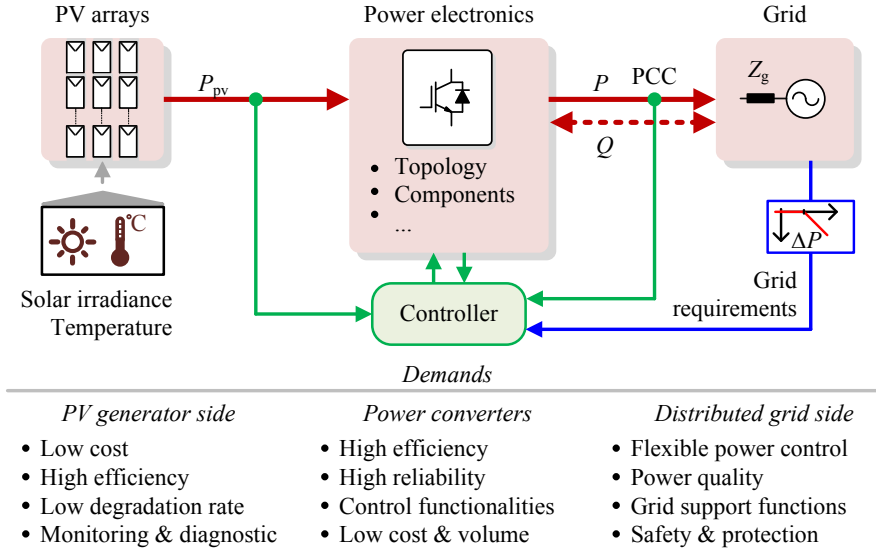 PV arrays
Power electronics
Grid
P_pv
P
PCC
Z_g
Q
• Topology
• Components
• ...
°C
ΔP
Solar irradiance
Temperature
Controller
Grid
requirements
Demands
PV generator side
• Low cost
• High efficiency
• Low degradation rate
• Monitoring & diagnostic
Power converters
• High efficiency
• High reliability
• Control functionalities
• Low cost & volume
Distributed grid side
• Flexible power control
• Power quality
• Grid support functions
• Safety & protection